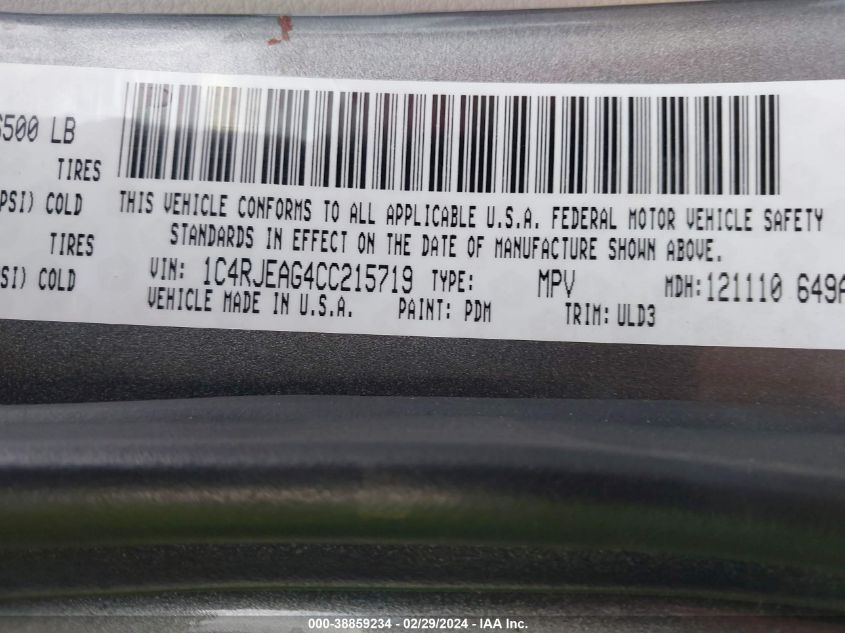 6500 LB
TIRES
PSI) COLD
TIRES
SI) COLD
THIS VEHICLE CONFORMS TO ALL APPLICABLE U.S.A. FEDERAL MOTOR VEHICLE SAFETY
STANDARDS IN EFFECT ON THE DATE OF MANUFACTURE SHOWN ABOVE.
VIN: 1C4RJEAG4CC215719 TYPE: MPV MDH: 121110 649A
VEHICLE MADE IN U.S.A. PAINT: PDM TRIM: ULD3
000-38859234 - 02/29/2024 - IAA Inc.